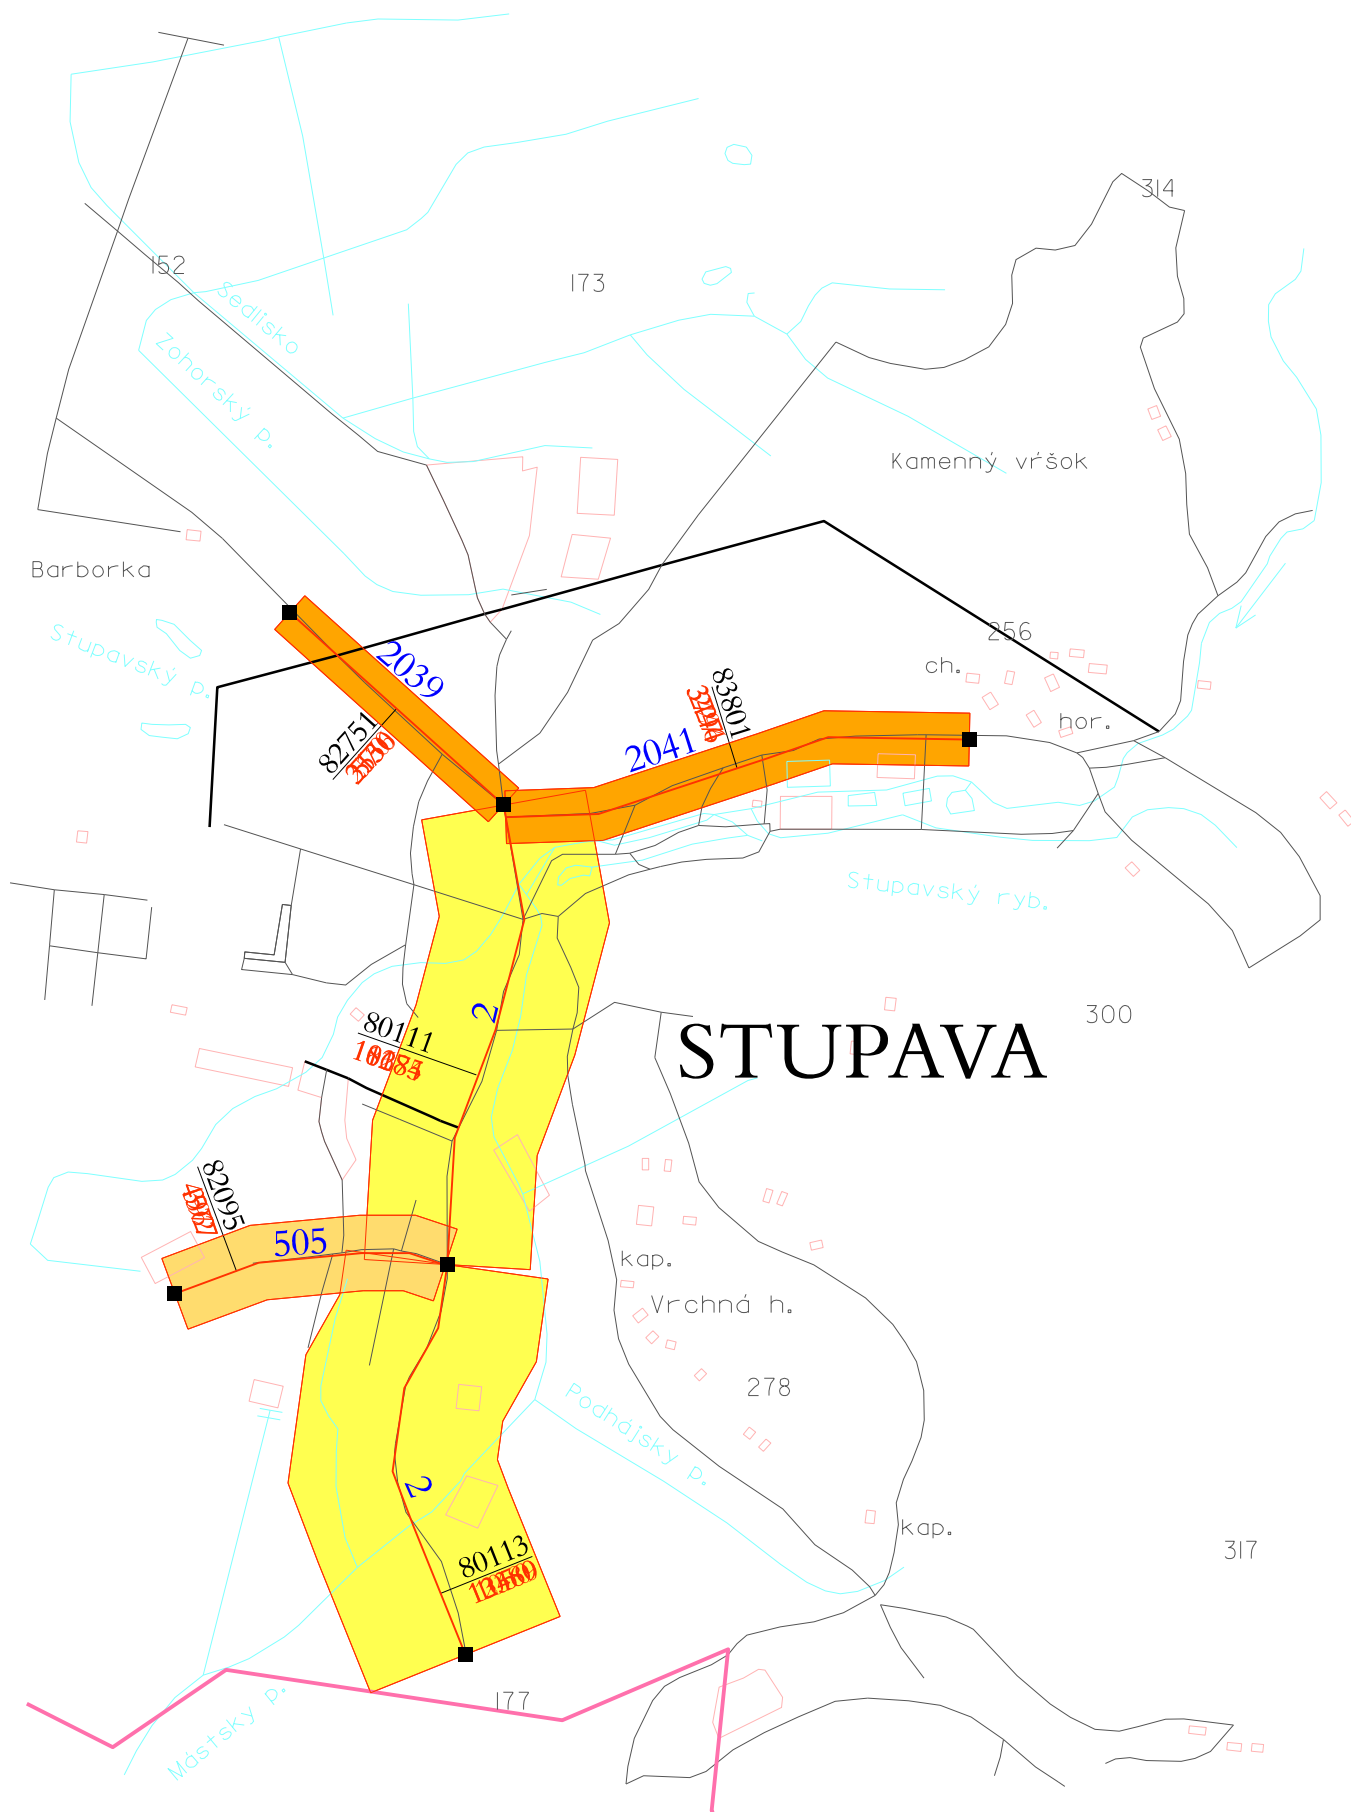 314
152
173
Sedlisko
Zohorský p.
Kamenný vŕšok
Barborka
Stupavský p.
256
ch.
hor.
2039
82751
83801
2041
Stupavský ryb.
2
80111
300
STUPAVA
82095
505
kap.
Vrchná h.
278
Podhájsky p.
2
kap.
317
80113
177
Mástsky p.